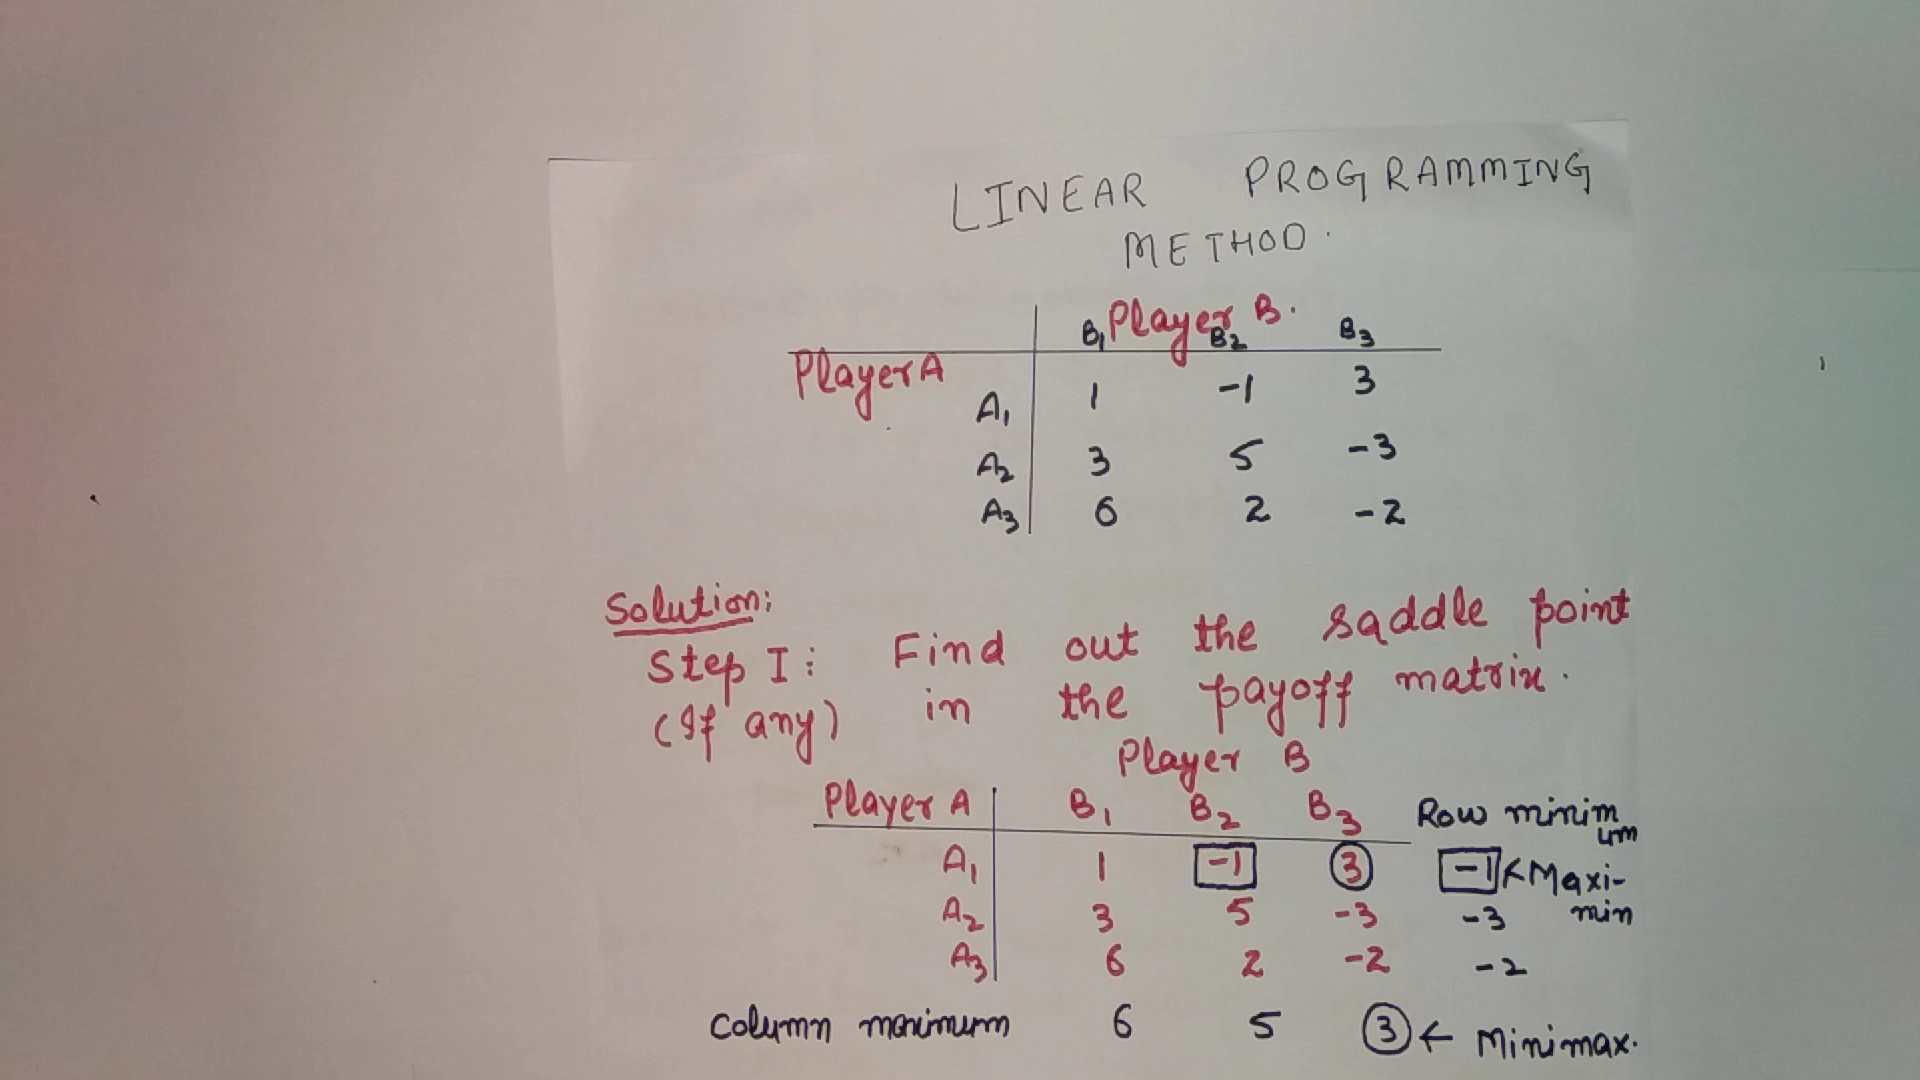 LINEAR PROGRAMMING
METHOD.
Player B.
B1 B2 B3
Player A
A1 1 -1 3
A2 3 5 -3
A3 6 2 -2
Solution:
Step I: Find out the saddle point
(If any) in the payoff matrix.
Player B
Player A B1 B2 B3 Row minimum
A1 1 -1 3 -1 ← Maximin
A2 3 5 -3 -3
A3 6 2 -2 -2
Column maximum 6 5 3 ← Minimax.